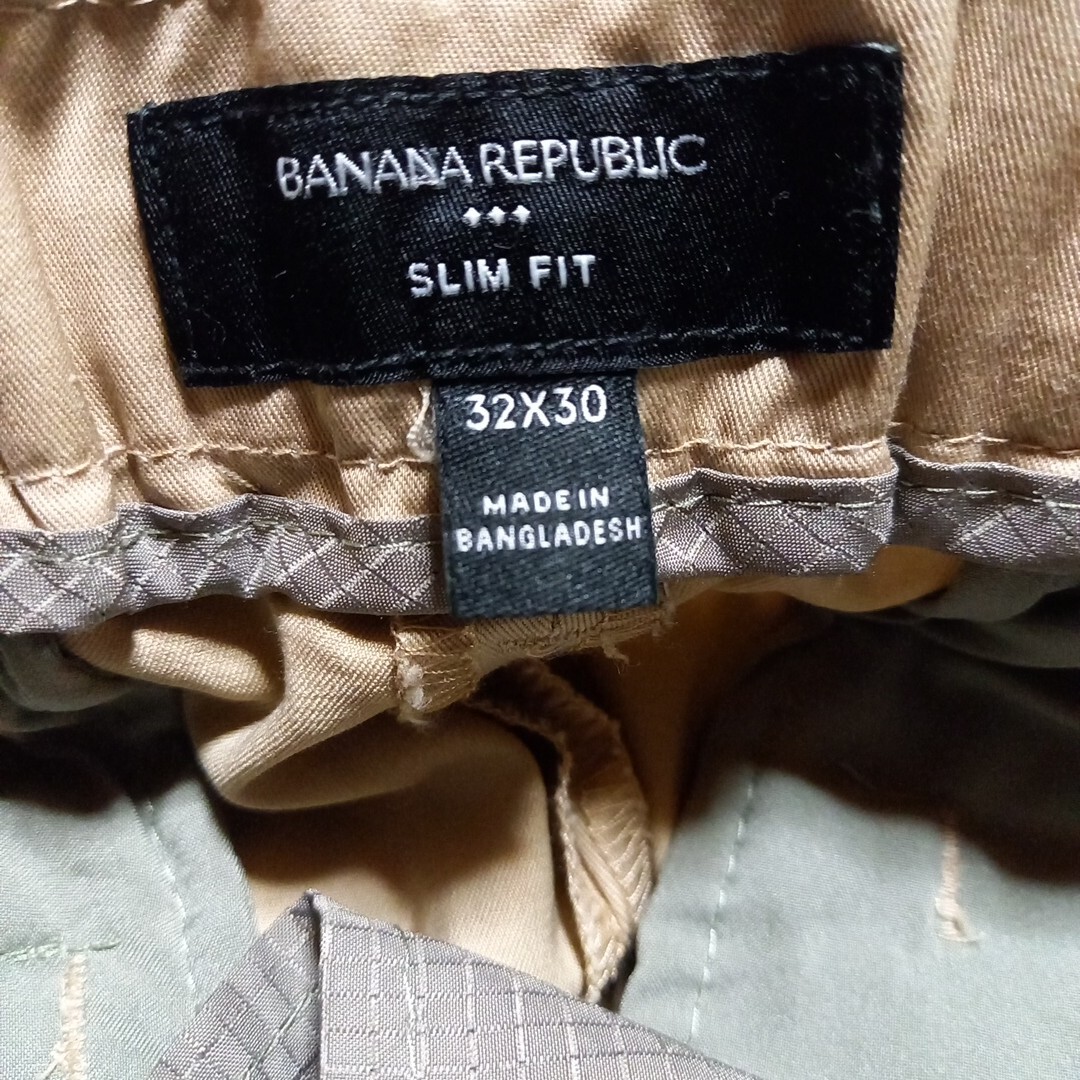 BANANA REPUBLIC
SLIM FIT
32X30
MADE IN
BANGLADESH